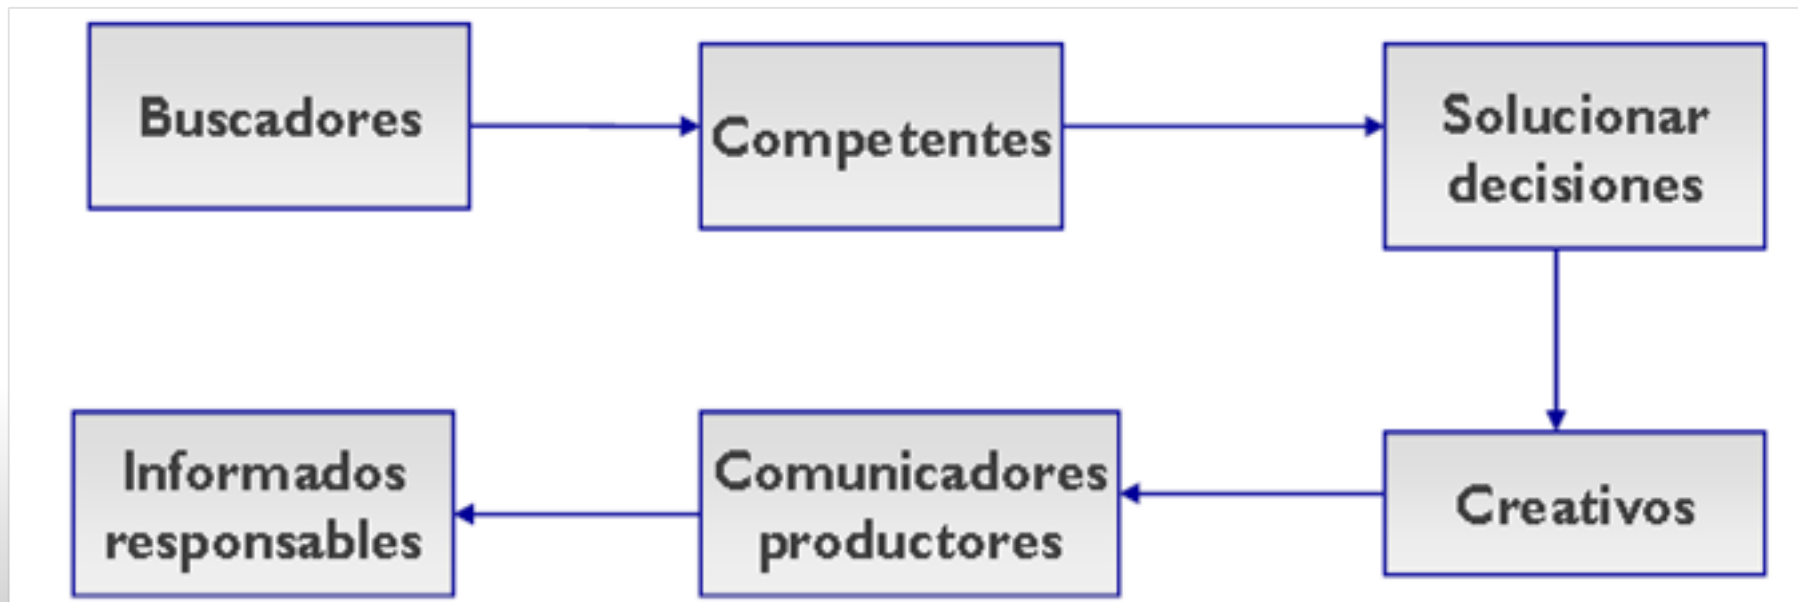 Buscadores
Competentes
Solucionar
decisiones
Creativos
Comunicadores
productores
Informados
responsables